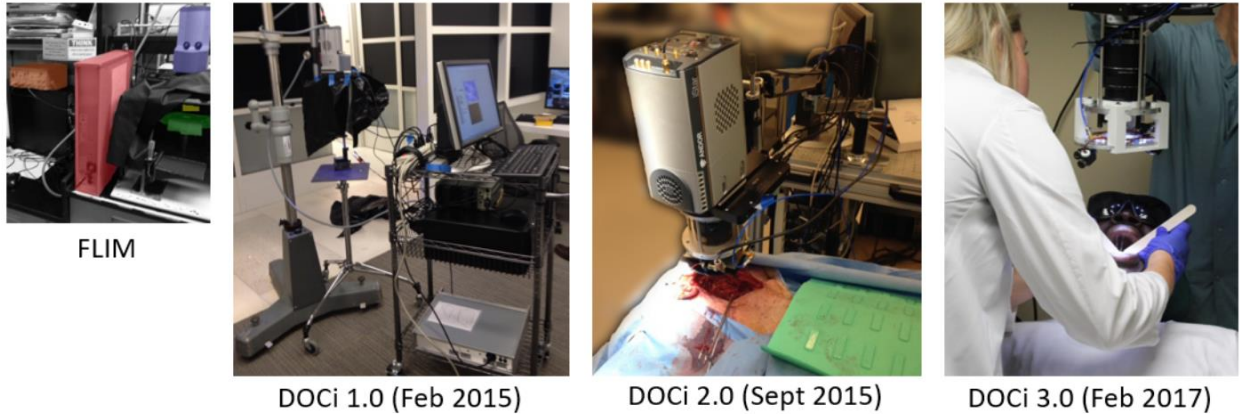 FLIM
DOCi 1.0 (Feb 2015)
DOCi 2.0 (Sept 2015)
DOCi 3.0 (Feb 2017)